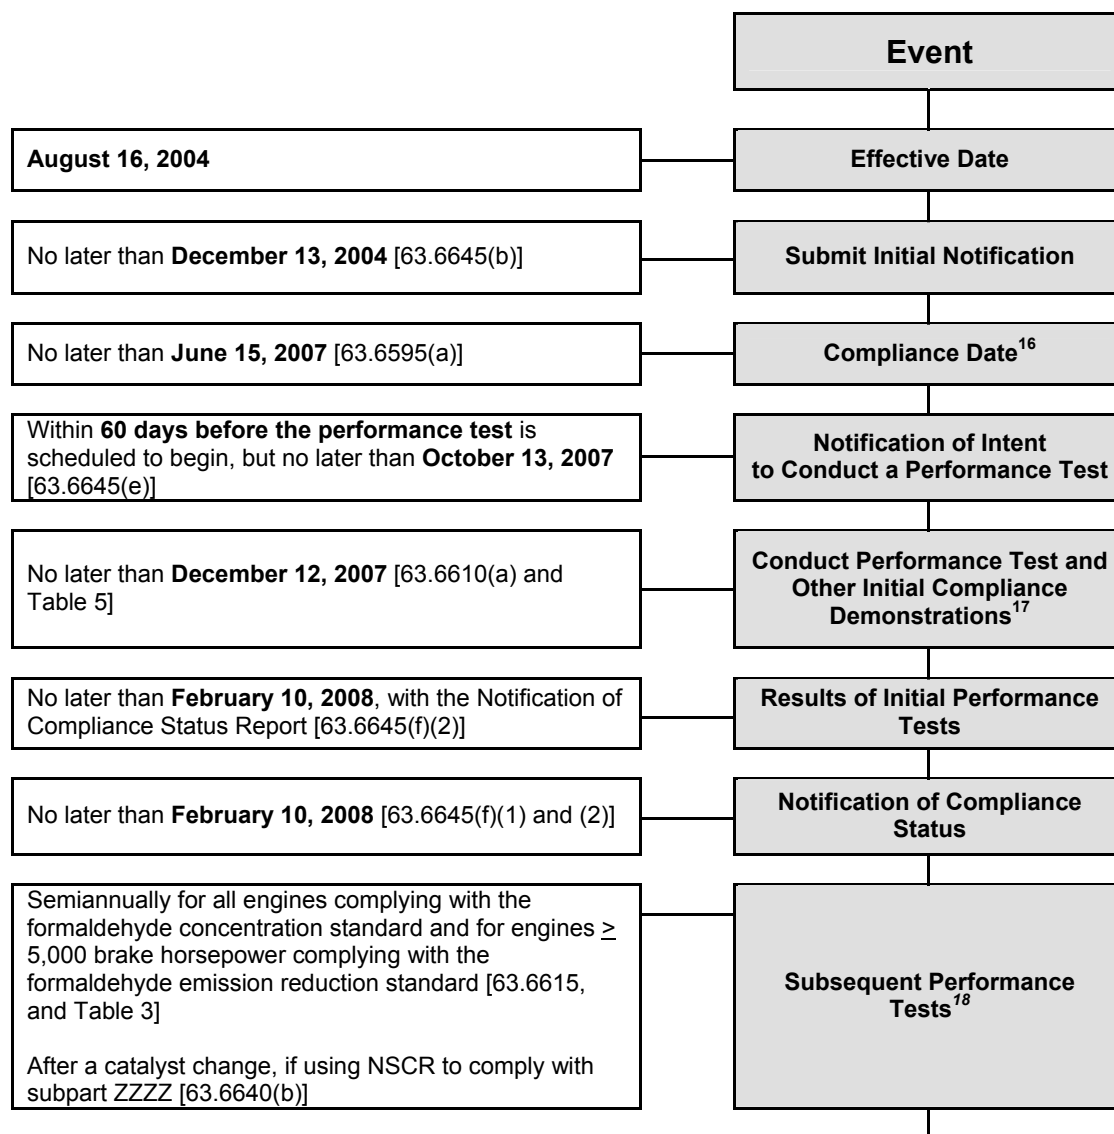 Event
August 16, 2004
Effective Date
No later than December 13, 2004 [63.6645(b)]
Submit Initial Notification
No later than June 15, 2007 [63.6595(a)]
Compliance Date16
Within 60 days before the performance test is
scheduled to begin, but no later than October 13, 2007
[63.6645(e)]
Notification of Intent
to Conduct a Performance Test
No later than December 12, 2007 [63.6610(a) and
Table 5]
Conduct Performance Test and
Other Initial Compliance
Demonstrations17
No later than February 10, 2008, with the Notification of
Compliance Status Report [63.6645(f)(2)]
Results of Initial Performance
Tests
No later than February 10, 2008 [63.6645(f)(1) and (2)]
Notification of Compliance
Status
Semiannually for all engines complying with the
formaldehyde concentration standard and for engines ≥
5,000 brake horsepower complying with the
formaldehyde emission reduction standard [63.6615,
and Table 3]
After a catalyst change, if using NSCR to comply with
subpart ZZZZ [63.6640(b)]
Subsequent Performance
Tests18